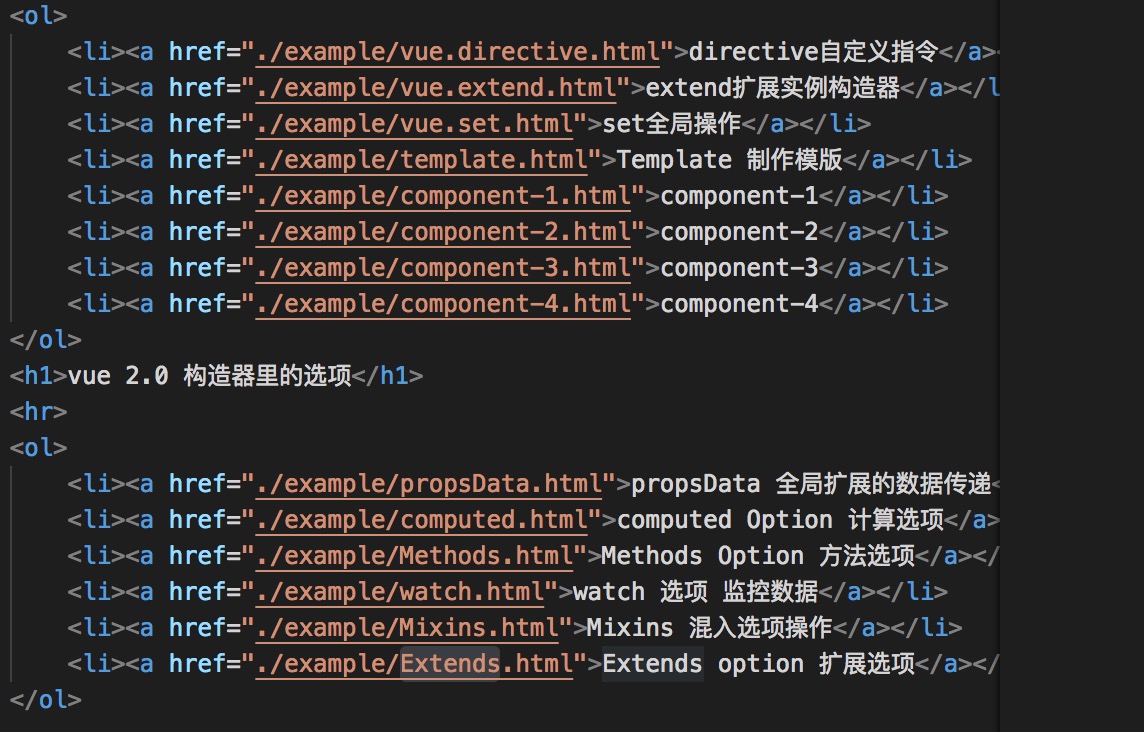 <ol>
<li><a href="./example/vue.directive.html">directive自定义指令</a><
<li><a href="./example/vue.extend.html">extend扩展实例构造器</a></l
<li><a href="./example/vue.set.html">set全局操作</a></li>
<li><a href="./example/template.html">Template 制作模版</a></li>
<li><a href="./example/component-1.html">component-1</a></li>
<li><a href="./example/component-2.html">component-2</a></li>
<li><a href="./example/component-3.html">component-3</a></li>
<li><a href="./example/component-4.html">component-4</a></li>
</ol>
<h1>vue 2.0 构造器里的选项</h1>
<hr>
<ol>
<li><a href="./example/propsData.html">propsData 全局扩展的数据传递<
<li><a href="./example/computed.html">computed Option 计算选项</a>
<li><a href="./example/Methods.html">Methods Option 方法选项</a></
<li><a href="./example/watch.html">watch 选项 监控数据</a></li>
<li><a href="./example/Mixins.html">Mixins 混入选项操作</a></li>
<li><a href="./example/Extends.html">Extends option 扩展选项</a></
</ol>